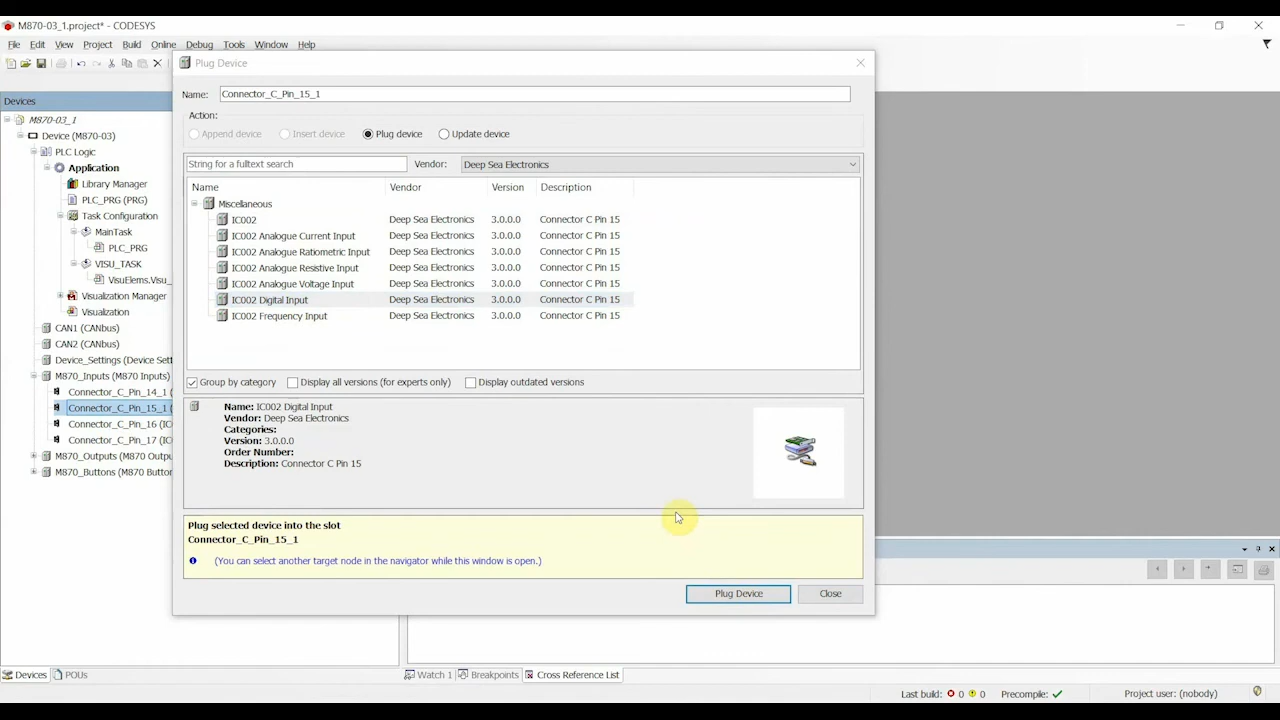 M870-03_1.project* - CODESYS
File Edit View Project Build Online Debug Tools Window Help
Devices
M870-03_1
Device (M870-03)
PLC Logic
Application
Library Manager
PLC_PRG (PRG)
Task Configuration
MainTask
PLC_PRG
VISU_TASK
VisuElems.Visu_
Visualization Manager
Visualization
CAN1 (CANbus)
CAN2 (CANbus)
Device_Settings (Device Sett
M870_Inputs (M870 Inputs)
Connector_C_Pin_14_1 (
Connector_C_Pin_15_1 (
Connector_C_Pin_16 (IC
Connector_C_Pin_17 (IC
M870_Outputs (M870 Outpu
M870_Buttons (M870 Button
Devices POUs
Plug Device
Name: Connector_C_Pin_15_1
Action:
Append device Insert device Plug device Update device
String for a fulltext search Vendor: Deep Sea Electronics
Name Vendor Version Description
Miscellaneous
IC002 Deep Sea Electronics 3.0.0.0 Connector C Pin 15
IC002 Analogue Current Input Deep Sea Electronics 3.0.0.0 Connector C Pin 15
IC002 Analogue Ratiometric Input Deep Sea Electronics 3.0.0.0 Connector C Pin 15
IC002 Analogue Resistive Input Deep Sea Electronics 3.0.0.0 Connector C Pin 15
IC002 Analogue Voltage Input Deep Sea Electronics 3.0.0.0 Connector C Pin 15
IC002 Digital Input Deep Sea Electronics 3.0.0.0 Connector C Pin 15
IC002 Frequency Input Deep Sea Electronics 3.0.0.0 Connector C Pin 15
Group by category Display all versions (for experts only) Display outdated versions
Name: IC002 Digital Input
Vendor: Deep Sea Electronics
Categories:
Version: 3.0.0.0
Order Number:
Description: Connector C Pin 15
Plug selected device into the slot
Connector_C_Pin_15_1
(You can select another target node in the navigator while this window is open.)
Plug Device Close
Watch 1 Breakpoints Cross Reference List
Last build: 0 0 Precompile: Project user: (nobody)